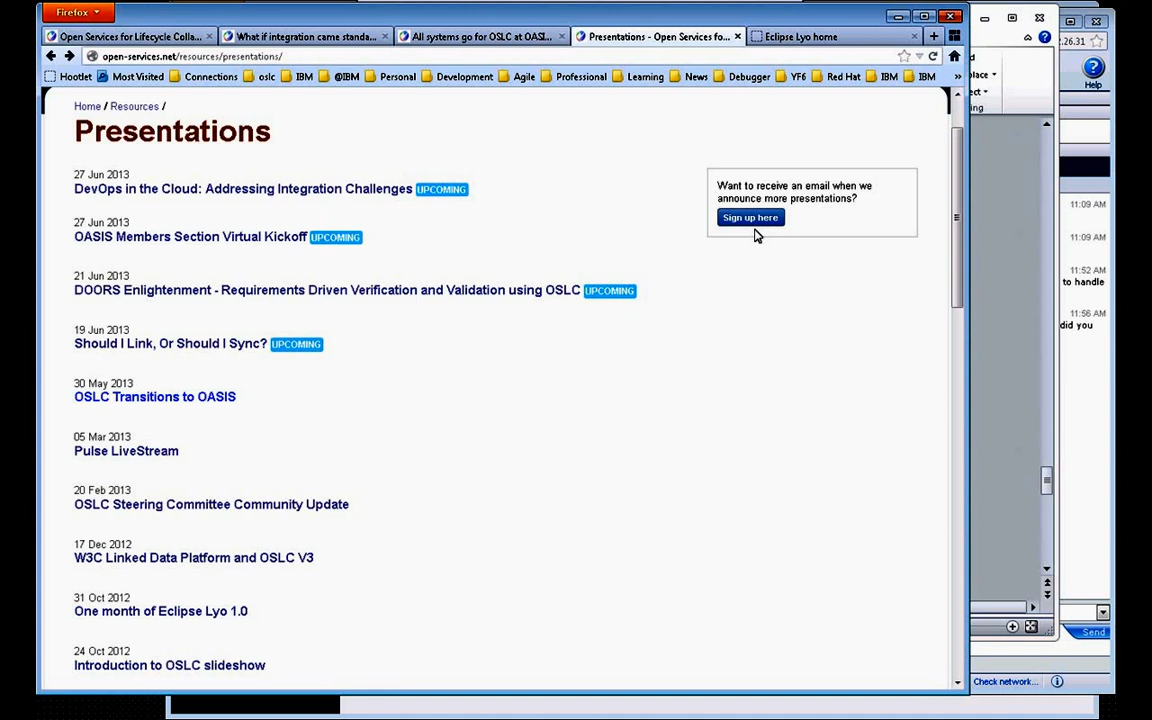 Firefox
Open Services for Lifecycle Colla...
What if integration came standa...
All systems go for OSLC at OASI...
Presentations - Open Services fo...
Eclipse Lyo home
open-services.net/resources/presentations/
Hootlet
Most Visited
Connections
oslc
IBM
@IBM
Personal
Development
Agile
Professional
Learning
News
Debugger
YF6
Red Hat
IBM
IBM
»
Home / Resources /
Presentations
27 Jun 2013
DevOps in the Cloud: Addressing Integration Challenges UPCOMING
27 Jun 2013
OASIS Members Section Virtual Kickoff UPCOMING
21 Jun 2013
DOORS Enlightenment - Requirements Driven Verification and Validation using OSLC UPCOMING
19 Jun 2013
Should I Link, Or Should I Sync? UPCOMING
30 May 2013
OSLC Transitions to OASIS
05 Mar 2013
Pulse LiveStream
20 Feb 2013
OSLC Steering Committee Community Update
17 Dec 2012
W3C Linked Data Platform and OSLC V3
31 Oct 2012
One month of Eclipse Lyo 1.0
24 Oct 2012
Introduction to OSLC slideshow
Want to receive an email when we
announce more presentations?
Sign up here
.26.31
Help
11:09 AM
11:09 AM
11:52 AM
to handle
11:56 AM
did you
Send
Check network...